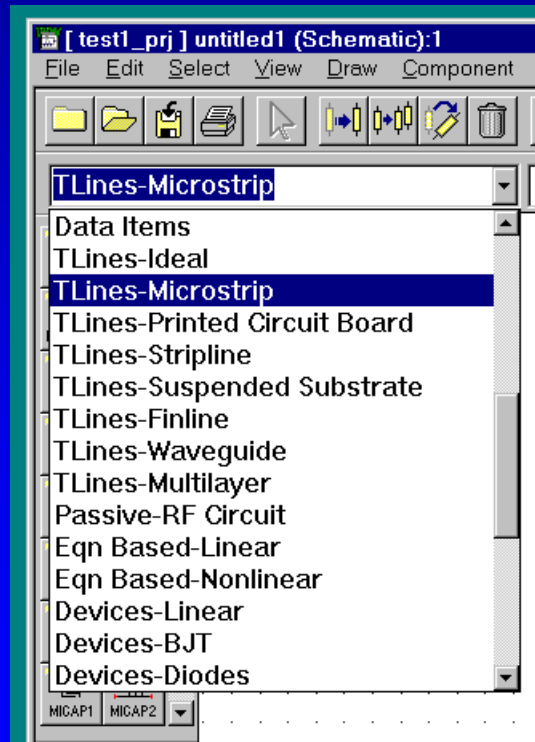 [ test1_prj ] untitled1 (Schematic):1
File Edit Select View Draw Component
TLines-Microstrip
Data Items
TLines-Ideal
TLines-Microstrip
TLines-Printed Circuit Board
TLines-Stripline
TLines-Suspended Substrate
TLines-Finline
TLines-Waveguide
TLines-Multilayer
Passive-RF Circuit
Eqn Based-Linear
Eqn Based-Nonlinear
Devices-Linear
Devices-BJT
Devices-Diodes
MICAP1 MICAP2